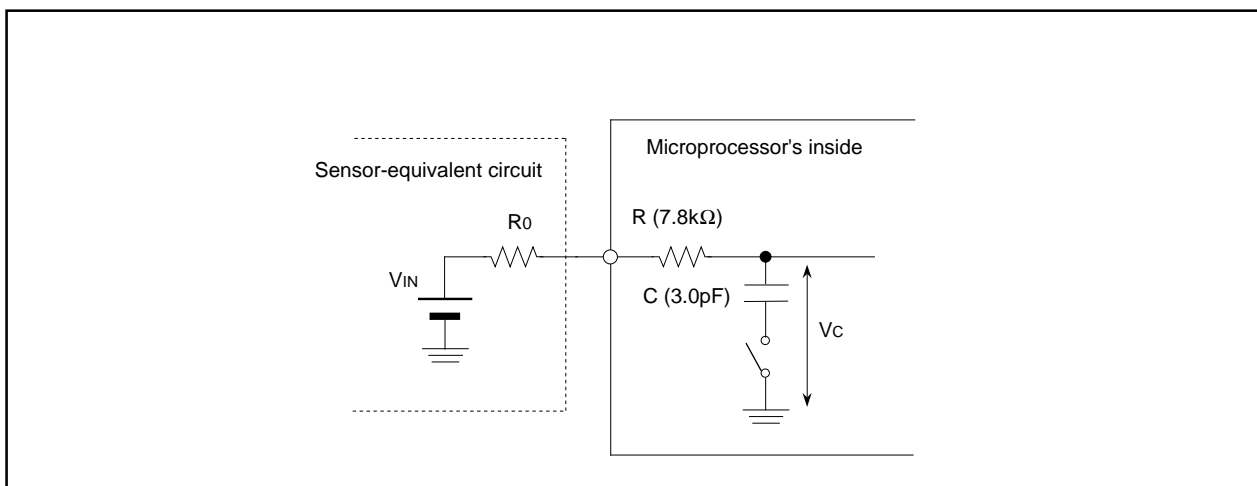 Microprocessor's inside
Sensor-equivalent circuit
R0
R (7.8kΩ)
VIN
C (3.0pF)
VC